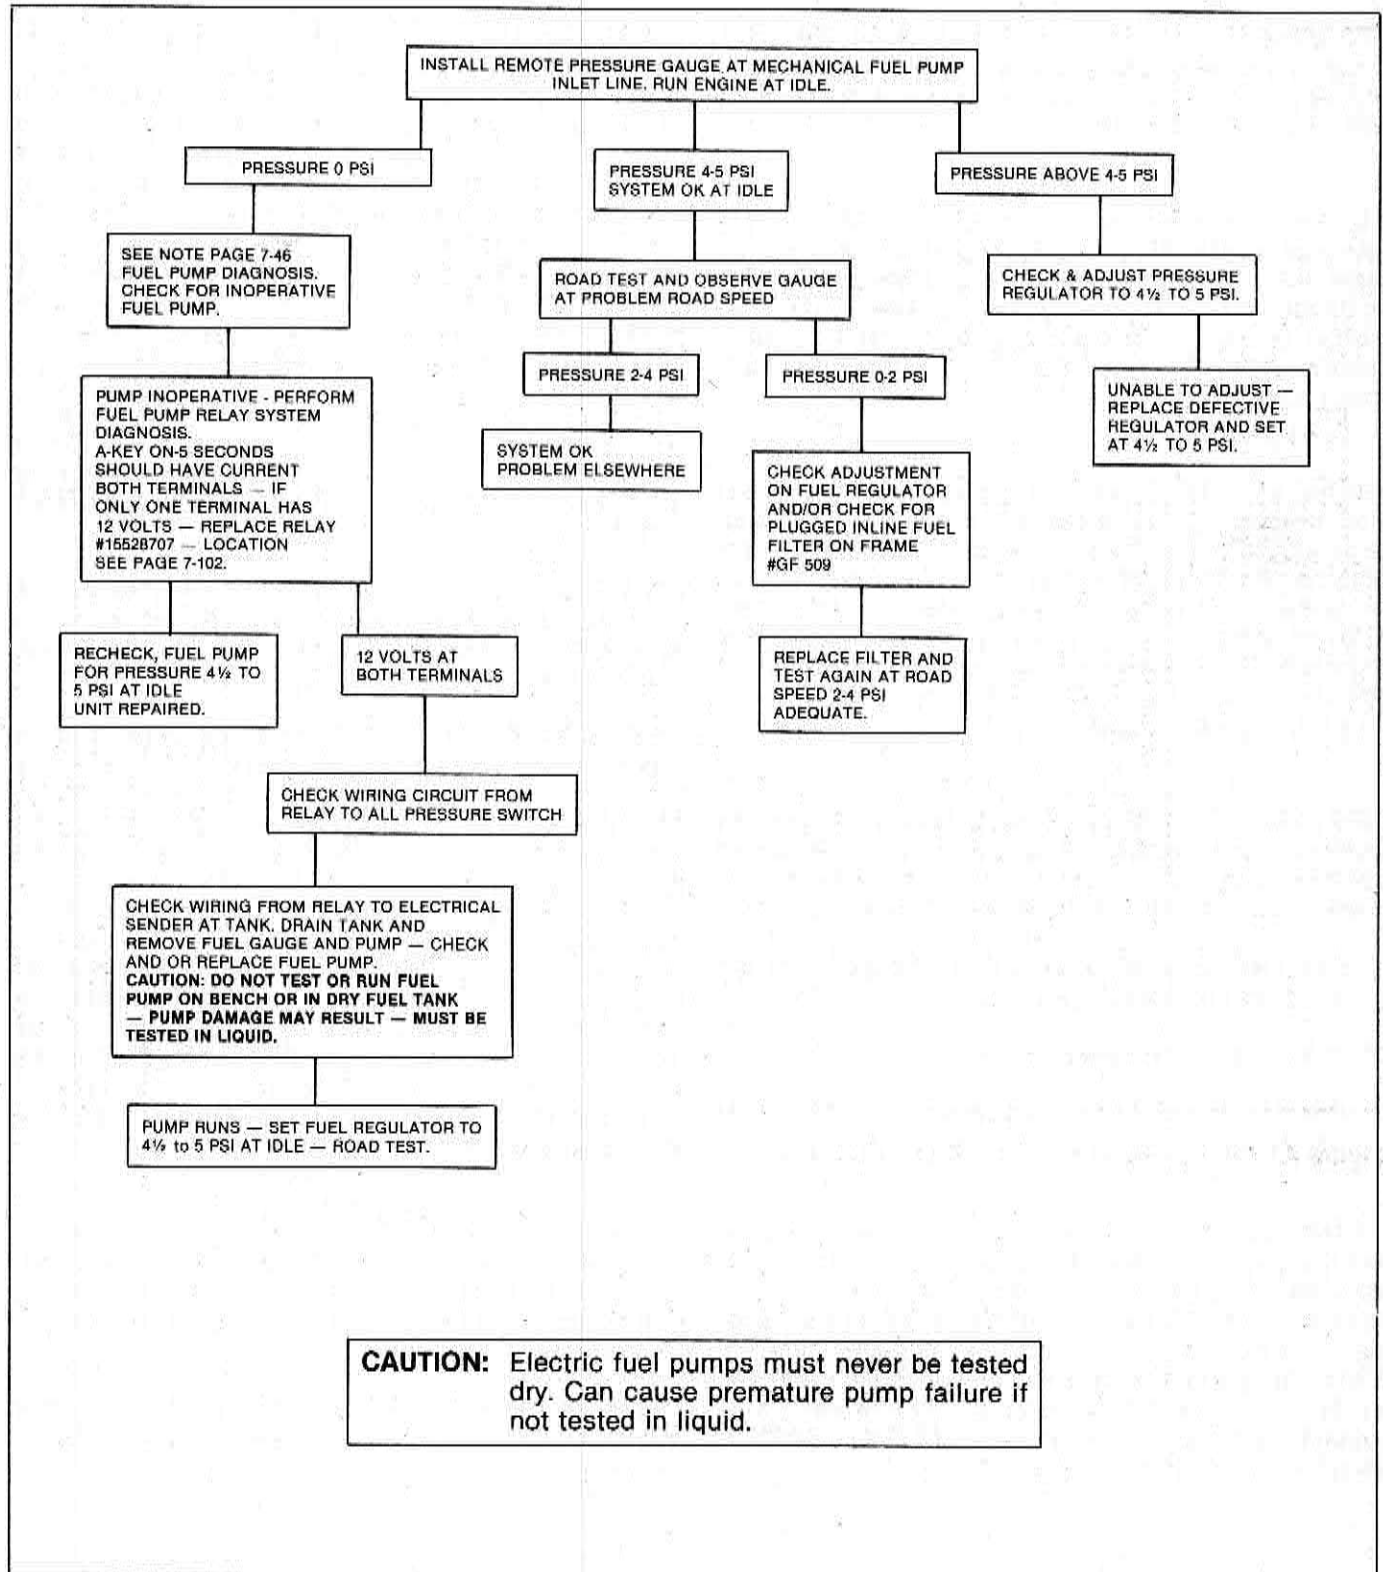 INSTALL REMOTE PRESSURE GAUGE AT MECHANICAL FUEL PUMP
INLET LINE. RUN ENGINE AT IDLE.
PRESSURE 0 PSI
PRESSURE 4-5 PSI
SYSTEM OK AT IDLE
PRESSURE ABOVE 4-5 PSI
SEE NOTE PAGE 7-46
FUEL PUMP DIAGNOSIS.
CHECK FOR INOPERATIVE
FUEL PUMP.
ROAD TEST AND OBSERVE GAUGE
AT PROBLEM ROAD SPEED
CHECK & ADJUST PRESSURE
REGULATOR TO 4½ TO 5 PSI.
PRESSURE 2-4 PSI
PRESSURE 0-2 PSI
UNABLE TO ADJUST —
REPLACE DEFECTIVE
REGULATOR AND SET
AT 4½ TO 5 PSI.
PUMP INOPERATIVE - PERFORM
FUEL PUMP RELAY SYSTEM
DIAGNOSIS.
A-KEY ON-5 SECONDS
SHOULD HAVE CURRENT
BOTH TERMINALS — IF
ONLY ONE TERMINAL HAS
12 VOLTS — REPLACE RELAY
#15528707 — LOCATION
SEE PAGE 7-102.
SYSTEM OK
PROBLEM ELSEWHERE
CHECK ADJUSTMENT
ON FUEL REGULATOR
AND/OR CHECK FOR
PLUGGED INLINE FUEL
FILTER ON FRAME
#GF 509
RECHECK, FUEL PUMP
FOR PRESSURE 4½ TO
5 PSI AT IDLE
UNIT REPAIRED.
12 VOLTS AT
BOTH TERMINALS
REPLACE FILTER AND
TEST AGAIN AT ROAD
SPEED 2-4 PSI
ADEQUATE.
CHECK WIRING CIRCUIT FROM
RELAY TO ALL PRESSURE SWITCH
CHECK WIRING FROM RELAY TO ELECTRICAL
SENDER AT TANK. DRAIN TANK AND
REMOVE FUEL GAUGE AND PUMP — CHECK
AND OR REPLACE FUEL PUMP.
CAUTION: DO NOT TEST OR RUN FUEL
PUMP ON BENCH OR IN DRY FUEL TANK
— PUMP DAMAGE MAY RESULT — MUST BE
TESTED IN LIQUID.
PUMP RUNS — SET FUEL REGULATOR TO
4½ to 5 PSI AT IDLE — ROAD TEST.
CAUTION: Electric fuel pumps must never be tested
dry. Can cause premature pump failure if
not tested in liquid.